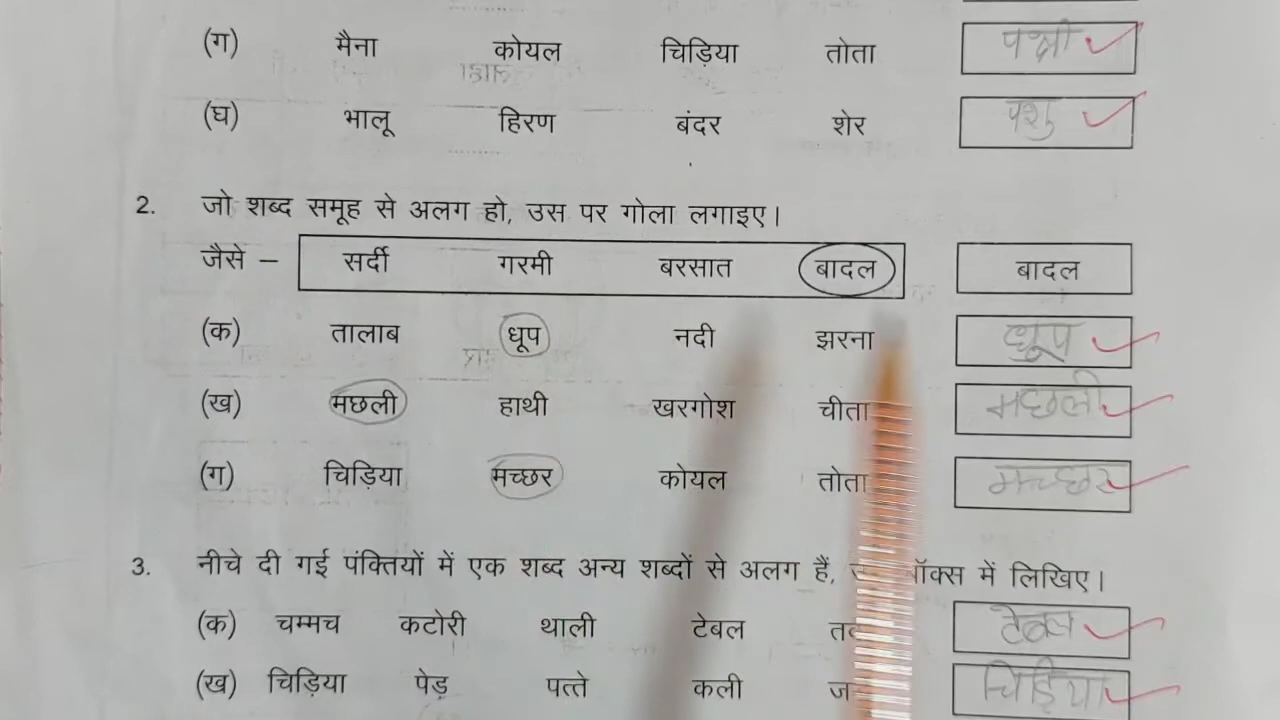 (ग) मैना कोयल चिड़िया तोता पक्षी
(घ) भालू हिरण बंदर शेर पशु
2. जो शब्द समूह से अलग हो, उस पर गोला लगाइए।
जैसे – सर्दी गरमी बरसात बादल बादल
(क) तालाब धूप नदी झरना धूप
(ख) मछली हाथी खरगोश चीता मछली
(ग) चिड़िया मच्छर कोयल तोता मच्छर
3. नीचे दी गई पंक्तियों में एक शब्द अन्य शब्दों से अलग हैं, में लिखिए।
(क) चम्मच कटोरी थाली टेबल टेबल
(ख) चिड़िया पेड़ पत्ते कली चिड़िया